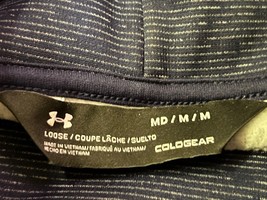 MD / M / M
LOOSE / COUPE LÂCHE / SUELTO
COLDGEAR
MADE IN VIETNAM / FABRIQUÉ AU VIETNAM /
HECHO EN VIETNAM